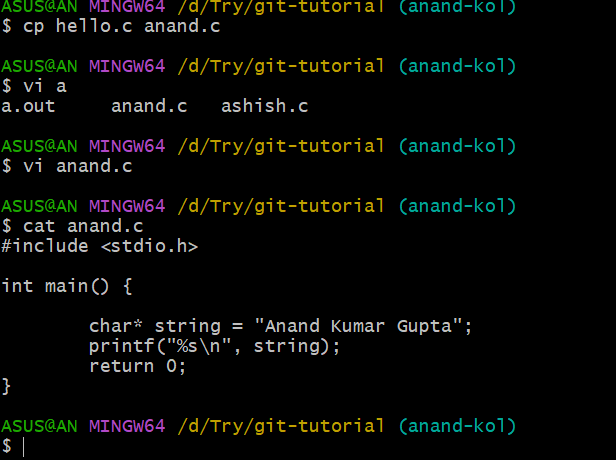 ASUS@AN MINGW64 /d/Try/git-tutorial (anand-kol)
$ cp hello.c anand.c

ASUS@AN MINGW64 /d/Try/git-tutorial (anand-kol)
$ vi a
a.out     anand.c   ashish.c

ASUS@AN MINGW64 /d/Try/git-tutorial (anand-kol)
$ vi anand.c

ASUS@AN MINGW64 /d/Try/git-tutorial (anand-kol)
$ cat anand.c
#include <stdio.h>

int main() {

        char* string = "Anand Kumar Gupta";
        printf("%s\n", string);
        return 0;
}

ASUS@AN MINGW64 /d/Try/git-tutorial (anand-kol)
$